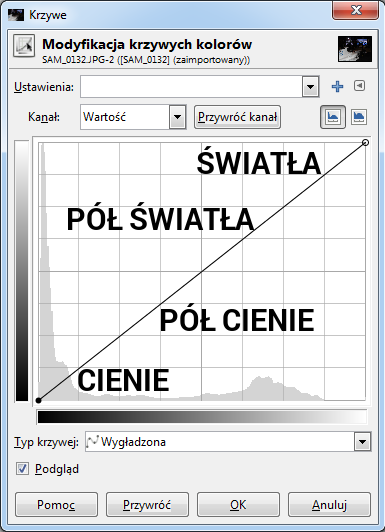 Krzywe
Modyfikacja krzywych kolorów
SAM_0132.JPG-2 ([SAM_0132] (zaimportowany))
Ustawienia:
Kanał: Wartość Przywróć kanał
ŚWIATŁA
PÓŁ ŚWIATŁA
PÓŁ CIENIE
CIENIE
Typ krzywej: Wygładzona
Podgląd
Pomoc Przywróć OK Anuluj